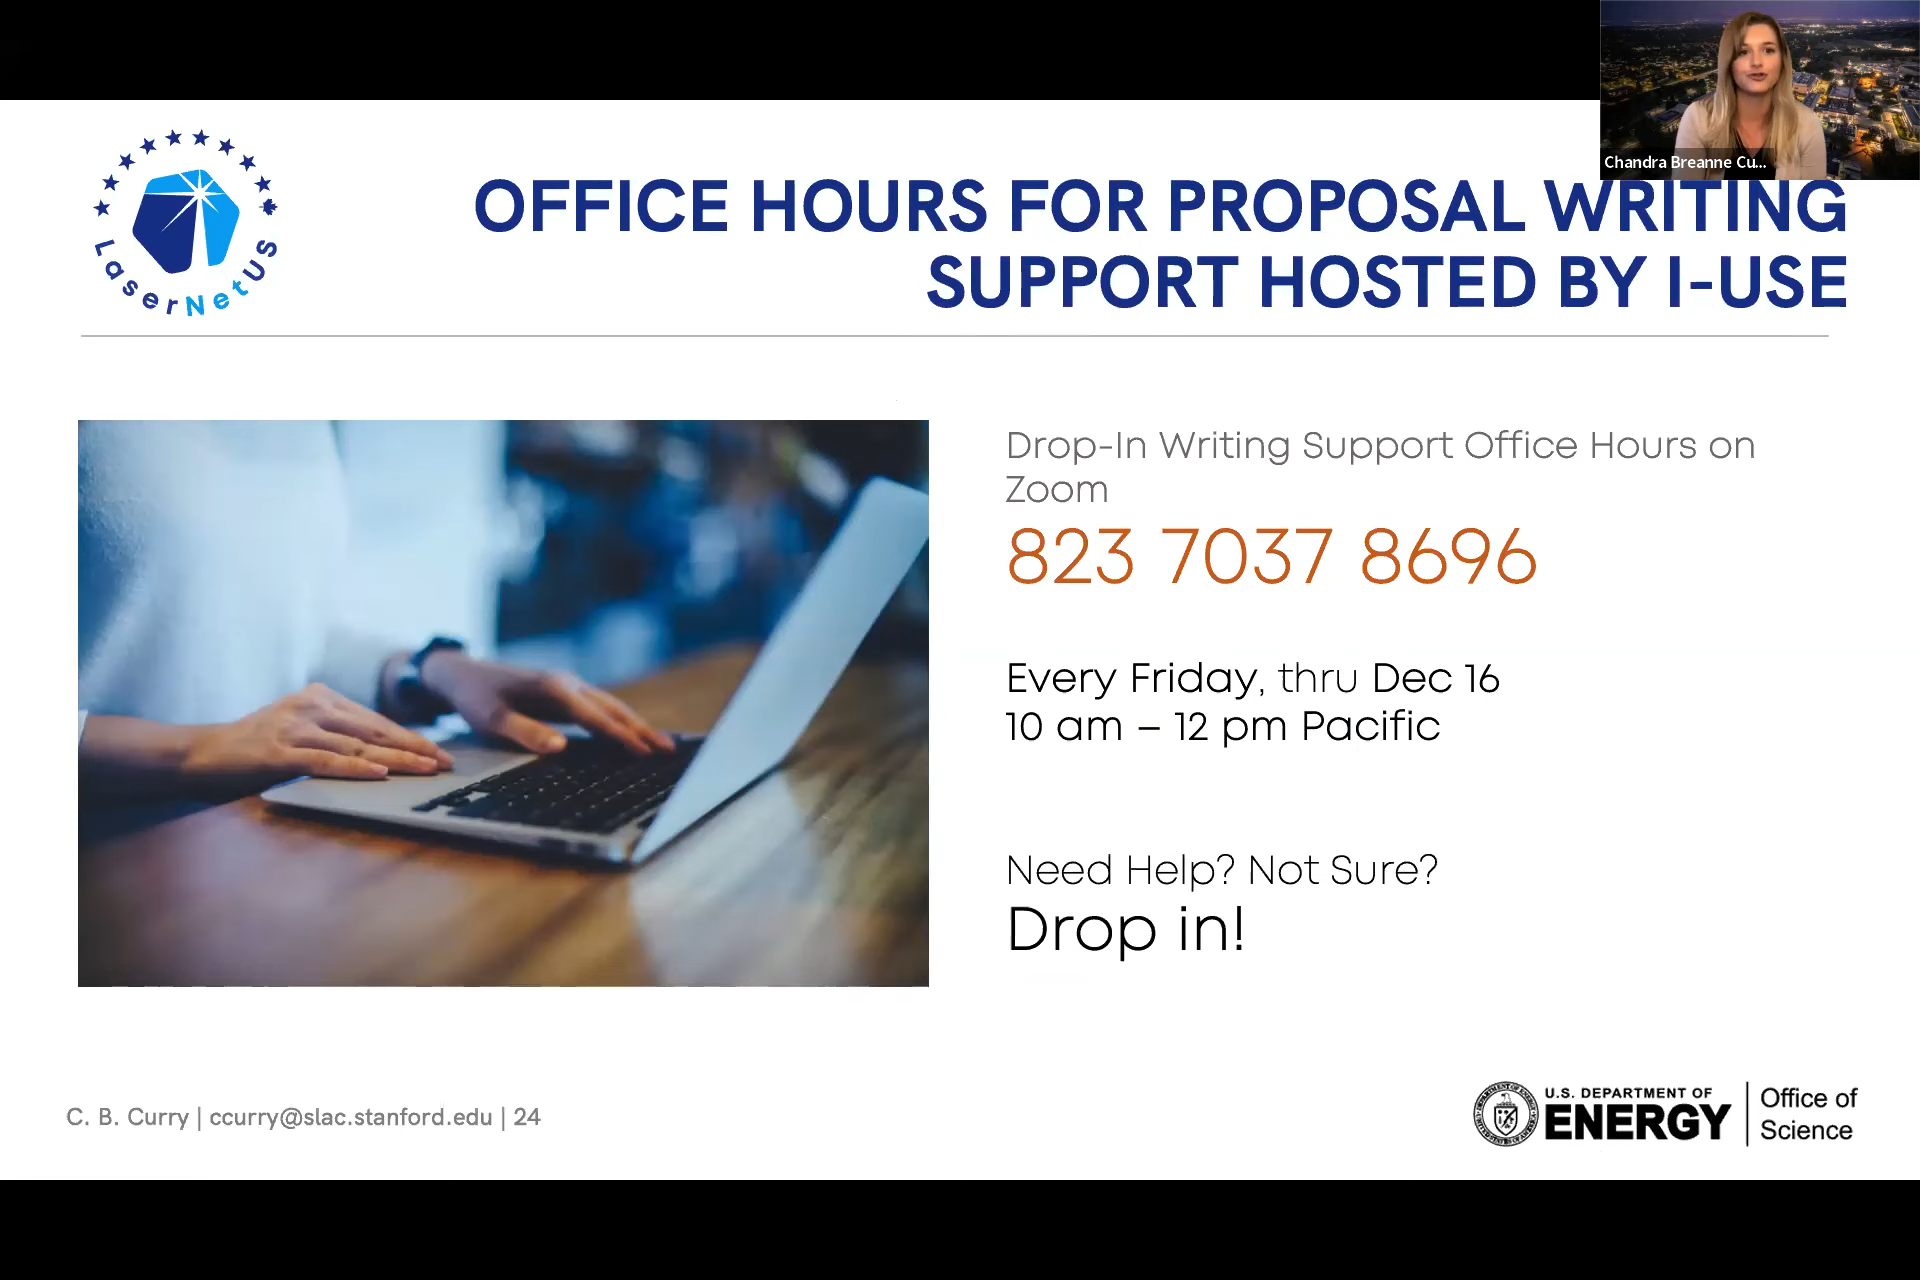 Chandra Breanne Cu...
LaserNetUS
OFFICE HOURS FOR PROPOSAL WRITING
SUPPORT HOSTED BY I-USE
Drop-In Writing Support Office Hours on
Zoom
823 7037 8696
Every Friday, thru Dec 16
10 am – 12 pm Pacific
Need Help? Not Sure?
Drop in!
C. B. Curry | ccurry@slac.stanford.edu | 24
U.S. DEPARTMENT OF
ENERGY
Office of
Science